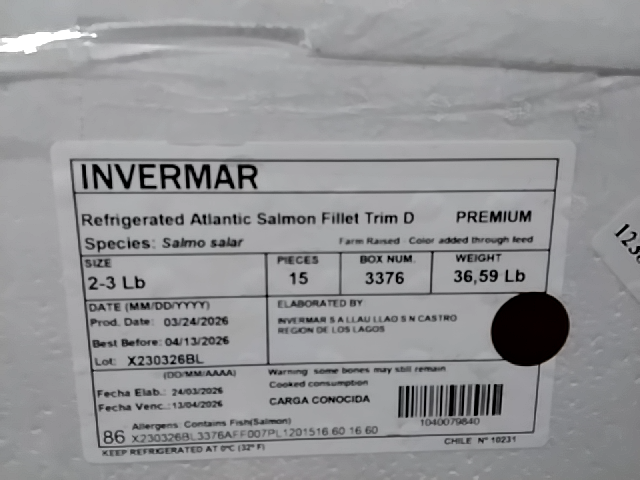 INVERMAR
Refrigerated Atlantic Salmon Fillet Trim D PREMIUM
Species: Salmo salar Farm Raised Color added through feed
SIZE PIECES BOX NUM. WEIGHT
2-3 Lb 15 3376 36,59 Lb
DATE (MM/DD/YYYY) ELABORATED BY
Prod. Date: 03/24/2026 INVERMAR S A LLAU LLAO S N CASTRO
REGION DE LOS LAGOS
Best Before: 04/13/2026
Lot: X230326BL
(DD/MM/AAAA) Warning: some bones may still remain
Cooked consumption
Fecha Elab.: 24/03/2026 CARGA CONOCIDA
Fecha Venc.: 13/04/2026
Allergens: Contains Fish(Salmon) 1040079840
86 X230326BL3376AFF007PL1201516 60 16 60
KEEP REFRIGERATED AT 0ºC (32º F) CHILE Nº 10231